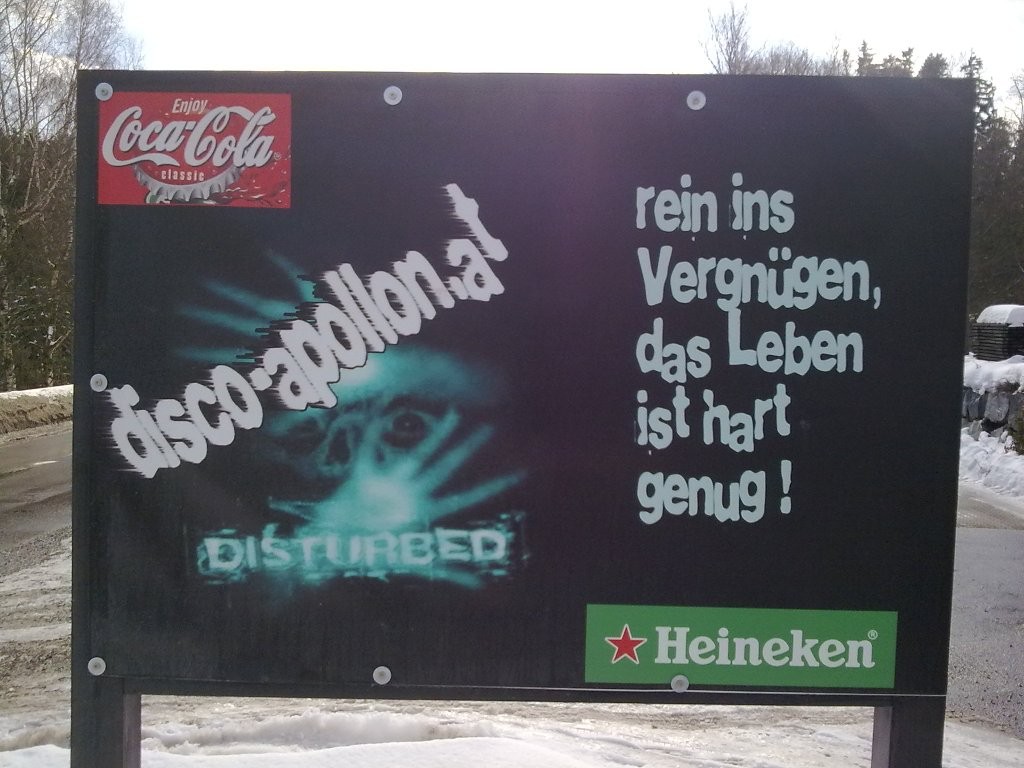 Enjoy
Coca-Cola
classic
disco-apollon.at
DISTURBED
rein ins
Vergnügen,
das Leben
ist hart
genug !
Heineken®